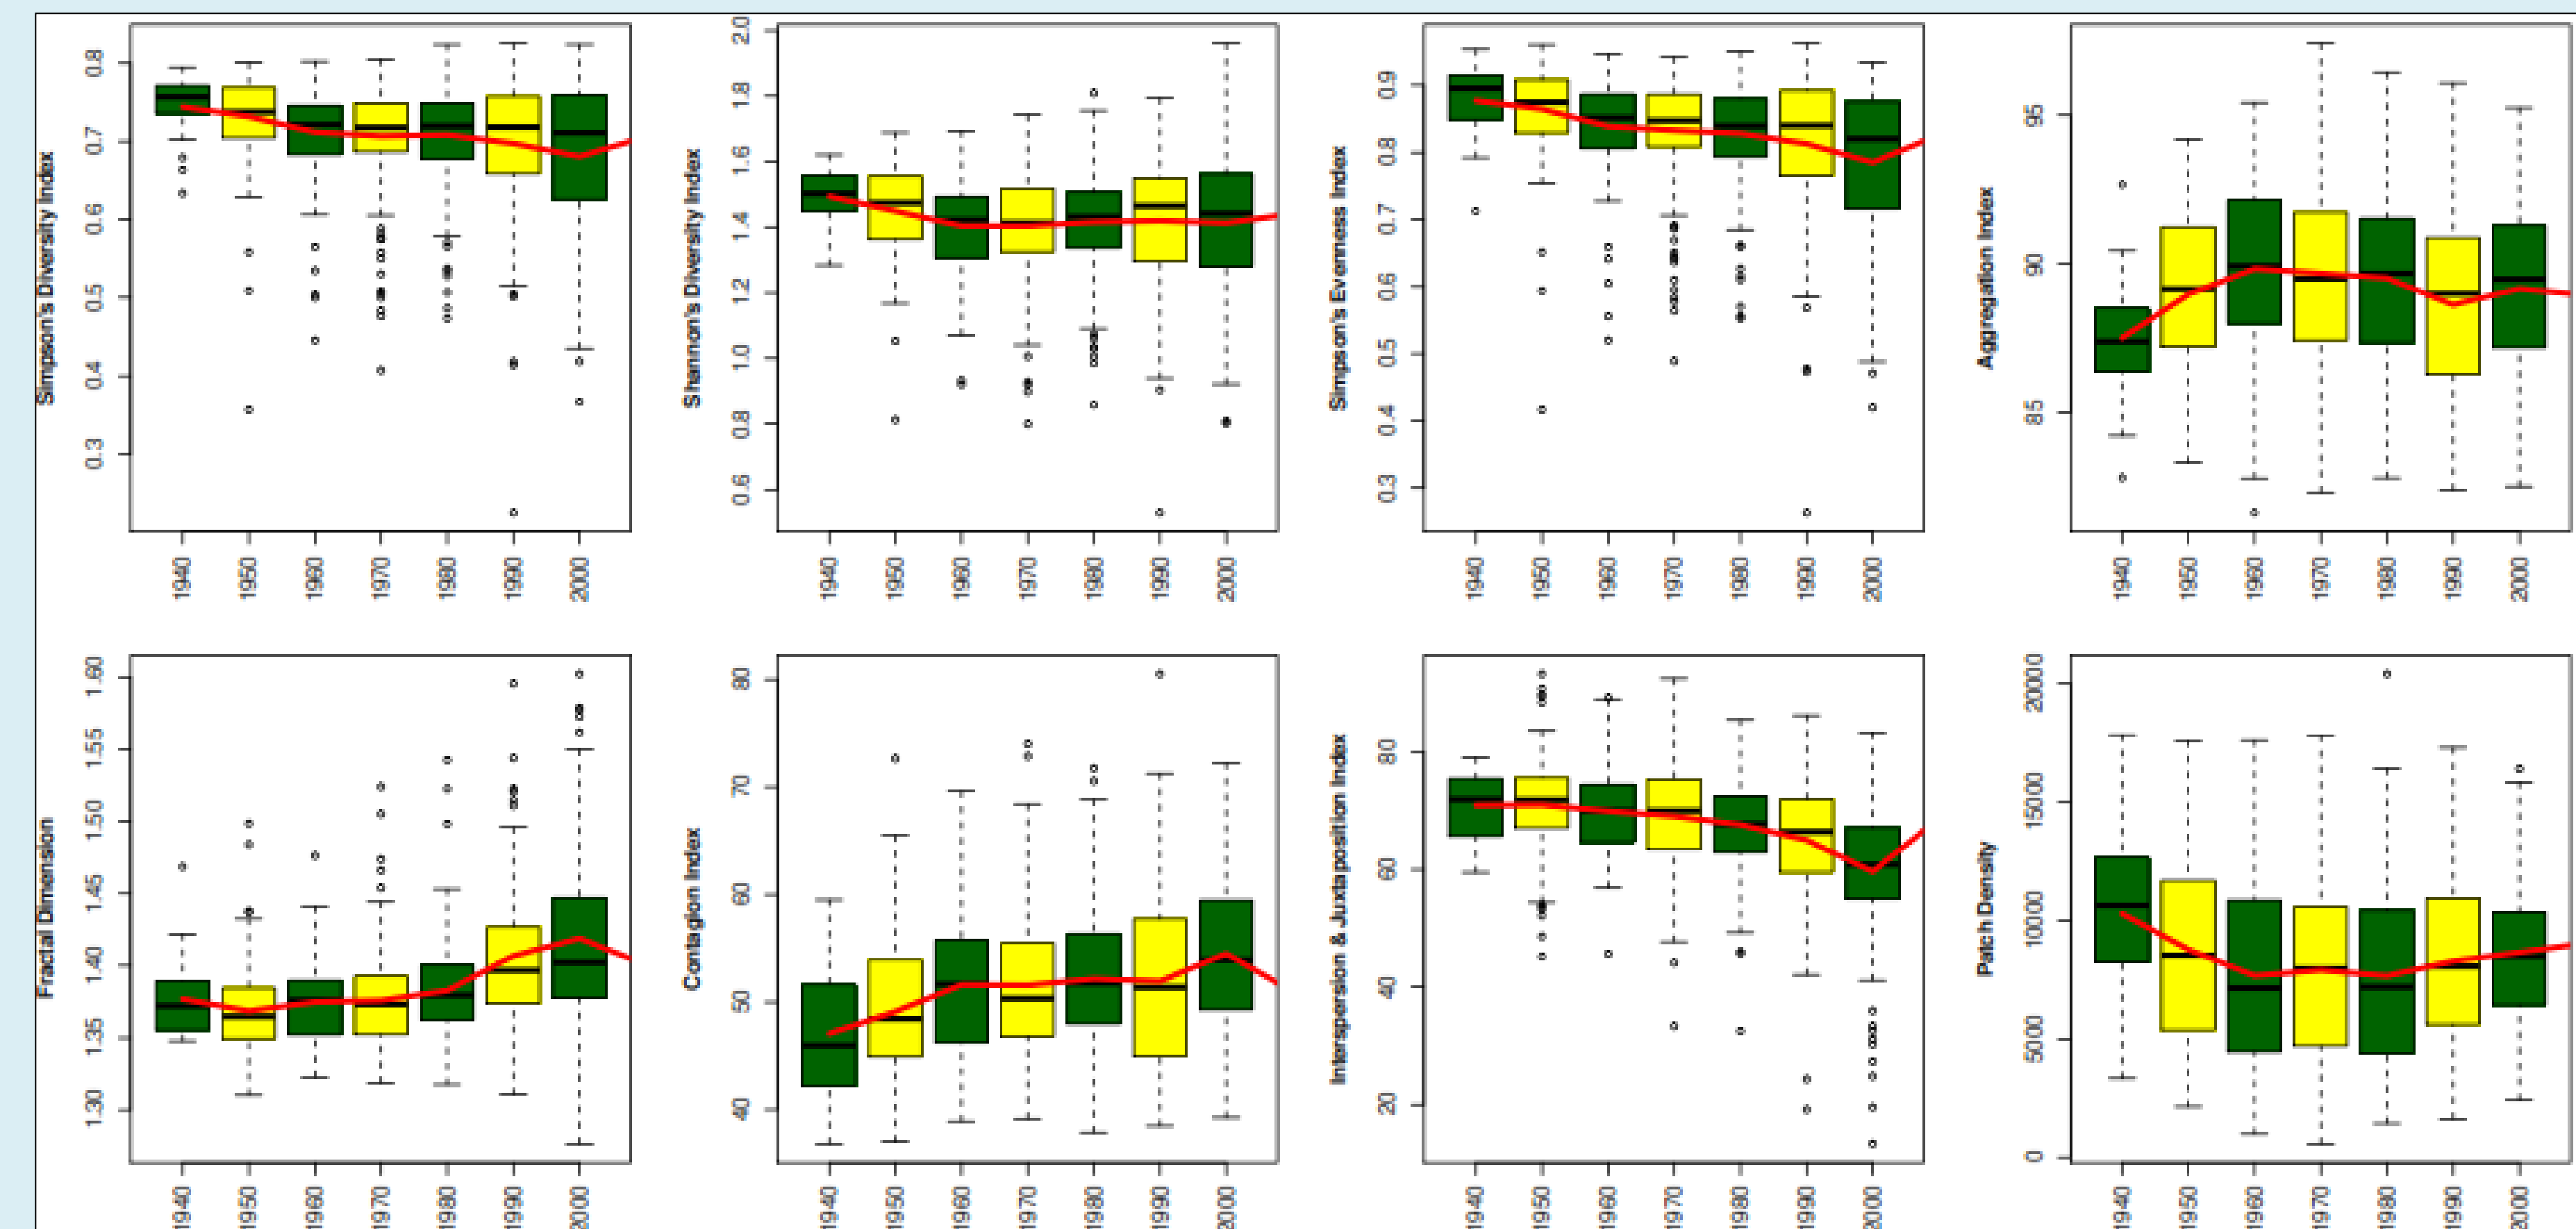 Simpson's Diversity Index
0.8
0.7
0.6
0.5
0.4
0.3
1940 1950 1960 1970 1980 1990 2000
Shannon's Diversity Index
2.0
1.8
1.6
1.4
1.2
1.0
0.8
0.6
1940 1950 1960 1970 1980 1990 2000
Simpson's Evenness Index
0.9
0.8
0.7
0.6
0.5
0.4
0.3
1940 1950 1960 1970 1980 1990 2000
Aggregation Index
95
90
85
1940 1950 1960 1970 1980 1990 2000
Fractal Dimension
1.60
1.55
1.50
1.45
1.40
1.35
1.30
1940 1950 1960 1970 1980 1990 2000
Contagion Index
80
70
60
50
40
1940 1950 1960 1970 1980 1990 2000
Interspersion & Juxtaposition Index
80
60
40
20
1940 1950 1960 1970 1980 1990 2000
Patch Density
20000
15000
10000
5000
0
1940 1950 1960 1970 1980 1990 2000